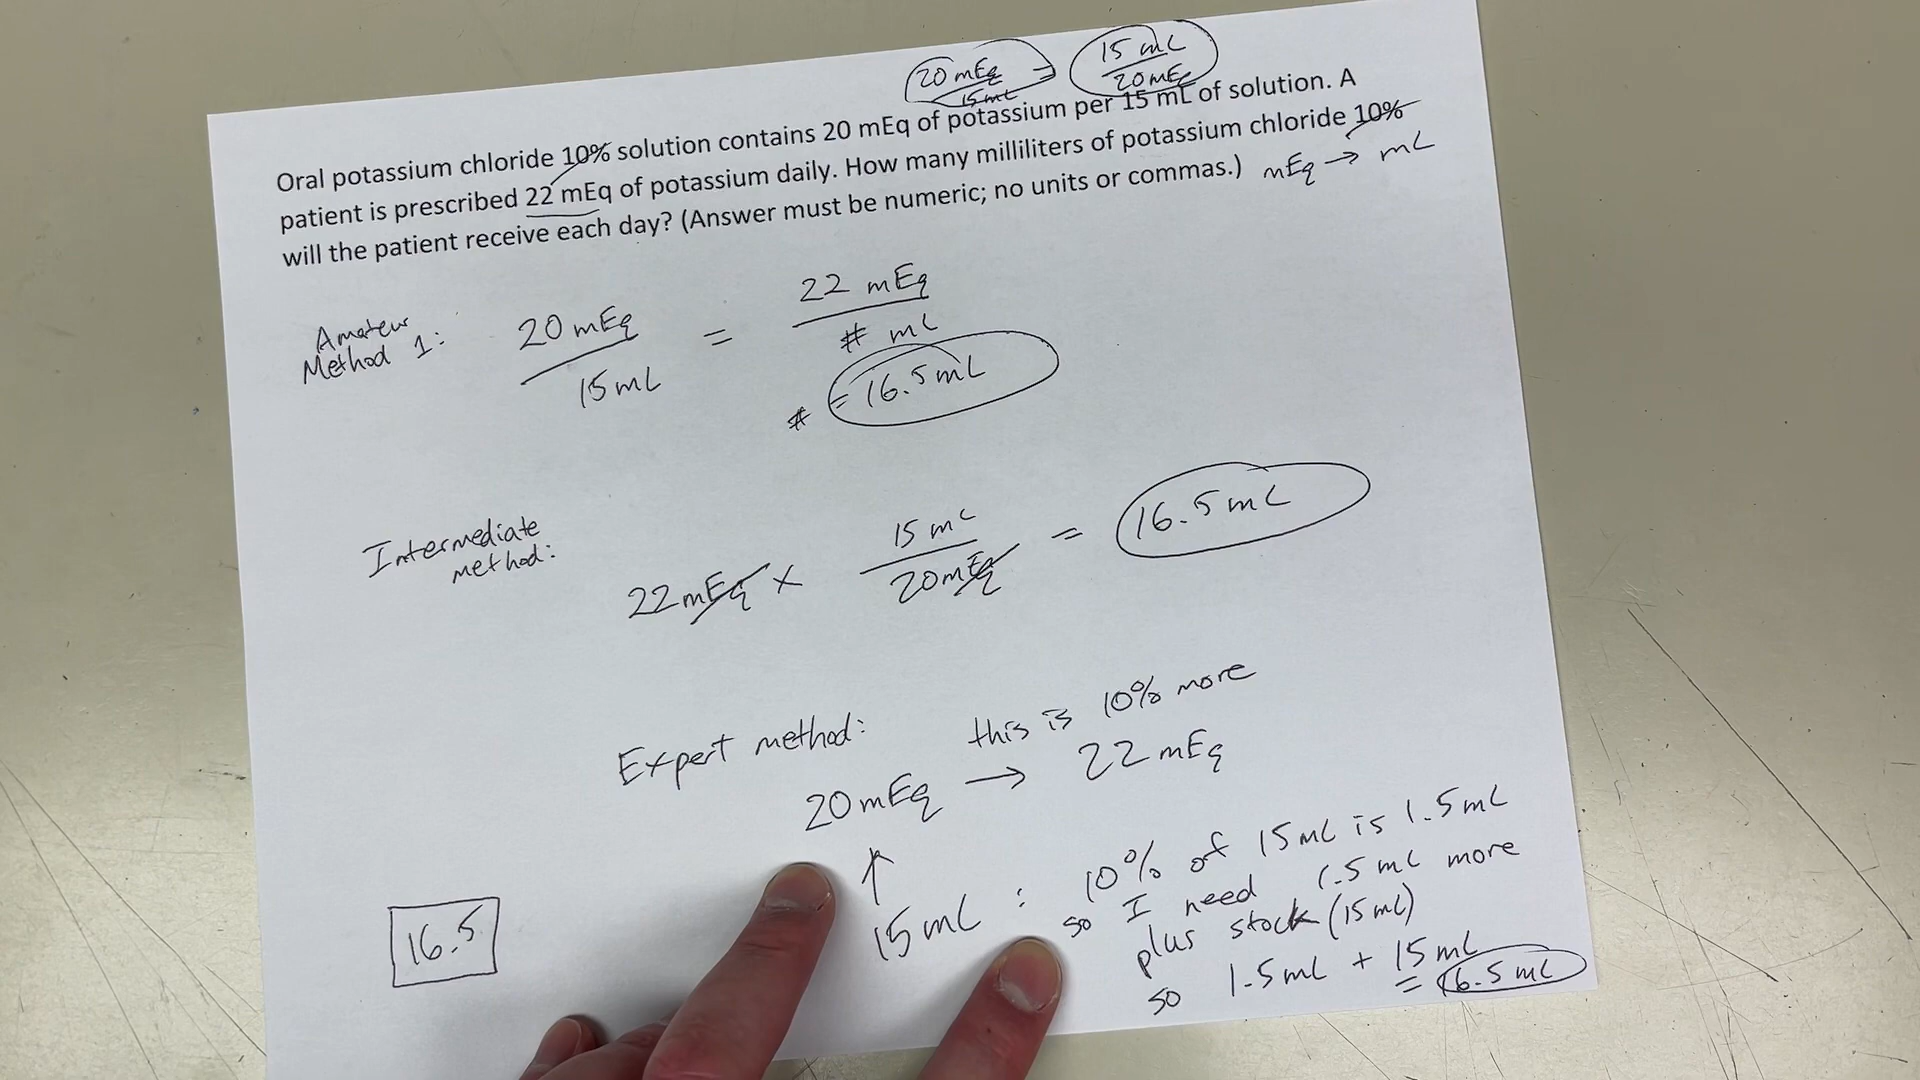 20 mEq = 15 mL
15 mL 20 mEq
Oral potassium chloride 10% solution contains 20 mEq of potassium per 15 mL of solution. A
patient is prescribed 22 mEq of potassium daily. How many milliliters of potassium chloride 10%
will the patient receive each day? (Answer must be numeric; no units or commas.) mEq → mL
Amateur
Method 1:
20 mEq = 22 mEq
15 mL # mL
# = 16.5 mL
Intermediate
method:
22 mEq x 15 mL = 16.5 mL
20 mEq
Expert method: this is 10% more
20 mEq → 22 mEq
↑
15 mL : 10% of 15 mL is 1.5 mL
so I need 1.5 mL more
plus stock (15 mL)
so 1.5 mL + 15 mL
= 16.5 mL
16.5